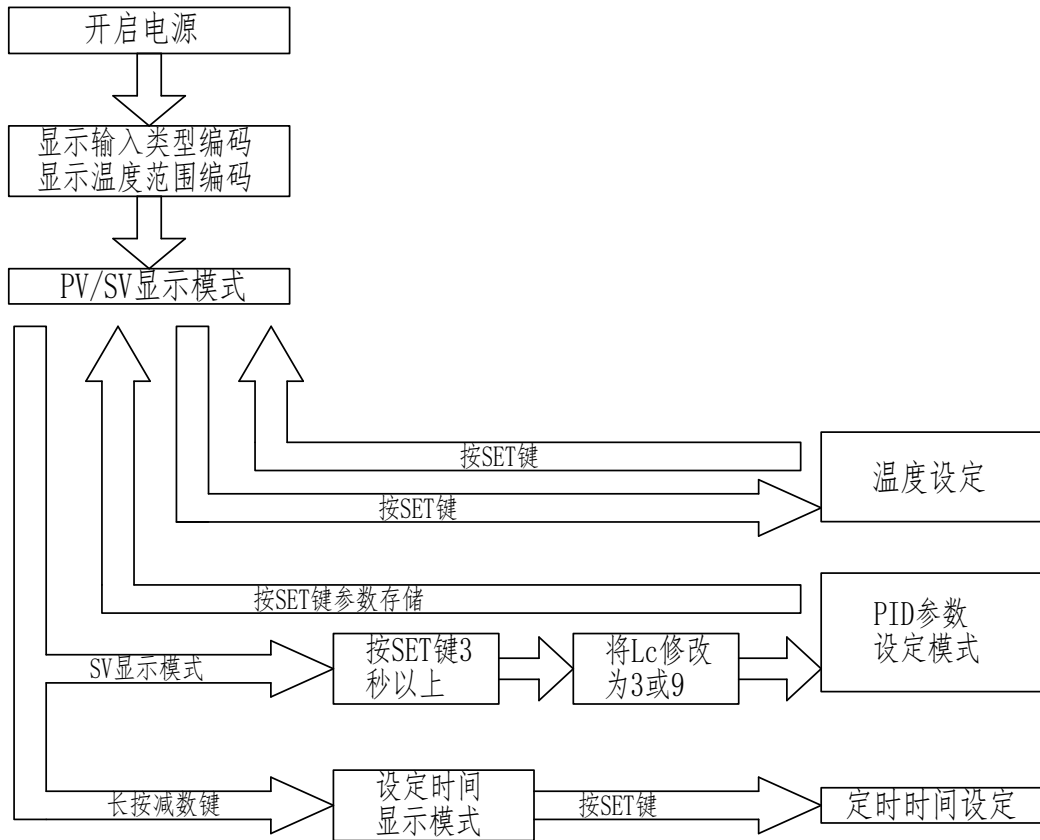 开启电源
显示输入类型编码
显示温度范围编码
PV/SV显示模式
按SET键
温度设定
按SET键
按SET键参数存储
PID参数
设定模式
SV显示模式
按SET键3
秒以上
将Lc修改
为3或9
长按减数键
设定时间
显示模式
按SET键
定时时间设定